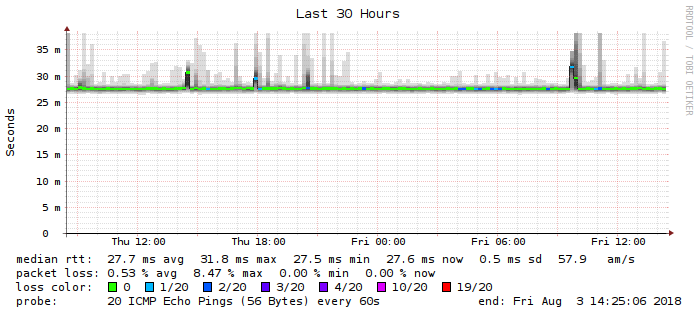 Last 30 Hours
RRDTOOL / TOBI OETIKER
Seconds
35 m
30 m
25 m
20 m
15 m
10 m
5 m
0
Thu 12:00 Thu 18:00 Fri 00:00 Fri 06:00 Fri 12:00
median rtt: 27.7 ms avg 31.8 ms max 27.5 ms min 27.6 ms now 0.5 ms sd 57.9 am/s
packet loss: 0.53 % avg 8.47 % max 0.00 % min 0.00 % now
loss color: 0 1/20 2/20 3/20 4/20 10/20 19/20
probe: 20 ICMP Echo Pings (56 Bytes) every 60s end: Fri Aug 3 14:25:06 2018